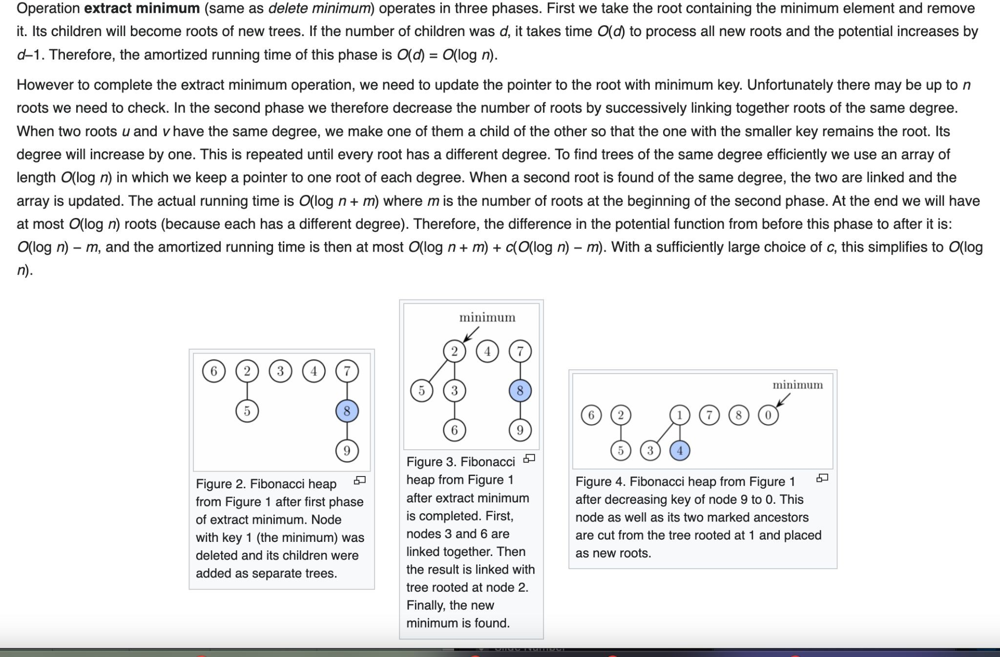 Operation extract minimum (same as delete minimum) operates in three phases. First we take the root containing the minimum element and remove
it. Its children will become roots of new trees. If the number of children was d, it takes time O(d) to process all new roots and the potential increases by
d–1. Therefore, the amortized running time of this phase is O(d) = O(log n).
However to complete the extract minimum operation, we need to update the pointer to the root with minimum key. Unfortunately there may be up to n
roots we need to check. In the second phase we therefore decrease the number of roots by successively linking together roots of the same degree.
When two roots u and v have the same degree, we make one of them a child of the other so that the one with the smaller key remains the root. Its
degree will increase by one. This is repeated until every root has a different degree. To find trees of the same degree efficiently we use an array of
length O(log n) in which we keep a pointer to one root of each degree. When a second root is found of the same degree, the two are linked and the
array is updated. The actual running time is O(log n + m) where m is the number of roots at the beginning of the second phase. At the end we will have
at most O(log n) roots (because each has a different degree). Therefore, the difference in the potential function from before this phase to after it is:
O(log n) – m, and the amortized running time is then at most O(log n + m) + c(O(log n) – m). With a sufficiently large choice of c, this simplifies to O(log
n).
6 2 3 4 7
5 8
9
Figure 2. Fibonacci heap
from Figure 1 after first phase
of extract minimum. Node
with key 1 (the minimum) was
deleted and its children were
added as separate trees.
minimum
2 4 7
5 3 8
6 9
Figure 3. Fibonacci
heap from Figure 1
after extract minimum
is completed. First,
nodes 3 and 6 are
linked together. Then
the result is linked with
tree rooted at node 2.
Finally, the new
minimum is found.
minimum
6 2 1 7 8 0
5 3 4
Figure 4. Fibonacci heap from Figure 1
after decreasing key of node 9 to 0. This
node as well as its two marked ancestors
are cut from the tree rooted at 1 and placed
as new roots.